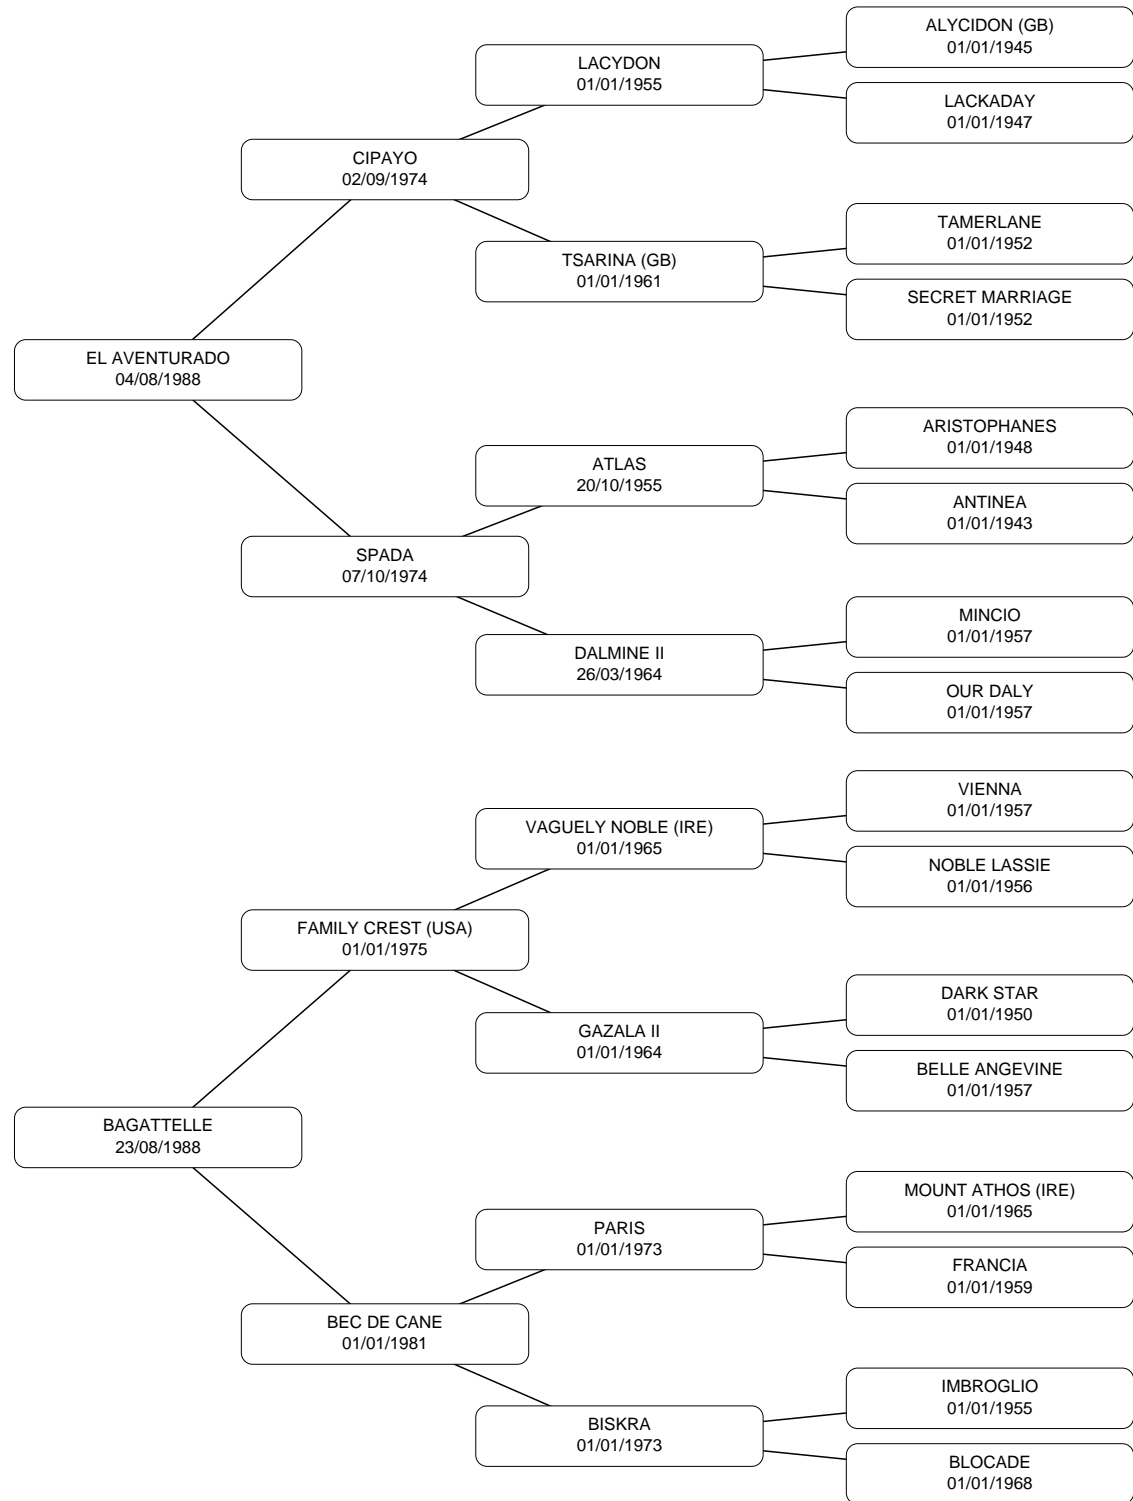 ALYCIDON (GB)
01/01/1945
LACYDON
01/01/1955
LACKADAY
01/01/1947
CIPAYO
02/09/1974
TAMERLANE
01/01/1952
TSARINA (GB)
01/01/1961
SECRET MARRIAGE
01/01/1952
EL AVENTURADO
04/08/1988
ARISTOPHANES
01/01/1948
ATLAS
20/10/1955
ANTINEA
01/01/1943
SPADA
07/10/1974
MINCIO
01/01/1957
DALMINE II
26/03/1964
OUR DALY
01/01/1957
VIENNA
01/01/1957
VAGUELY NOBLE (IRE)
01/01/1965
NOBLE LASSIE
01/01/1956
FAMILY CREST (USA)
01/01/1975
DARK STAR
01/01/1950
GAZALA II
01/01/1964
BELLE ANGEVINE
01/01/1957
BAGATTELLE
23/08/1988
MOUNT ATHOS (IRE)
01/01/1965
PARIS
01/01/1973
FRANCIA
01/01/1959
BEC DE CANE
01/01/1981
IMBROGLIO
01/01/1955
BISKRA
01/01/1973
BLOCADE
01/01/1968